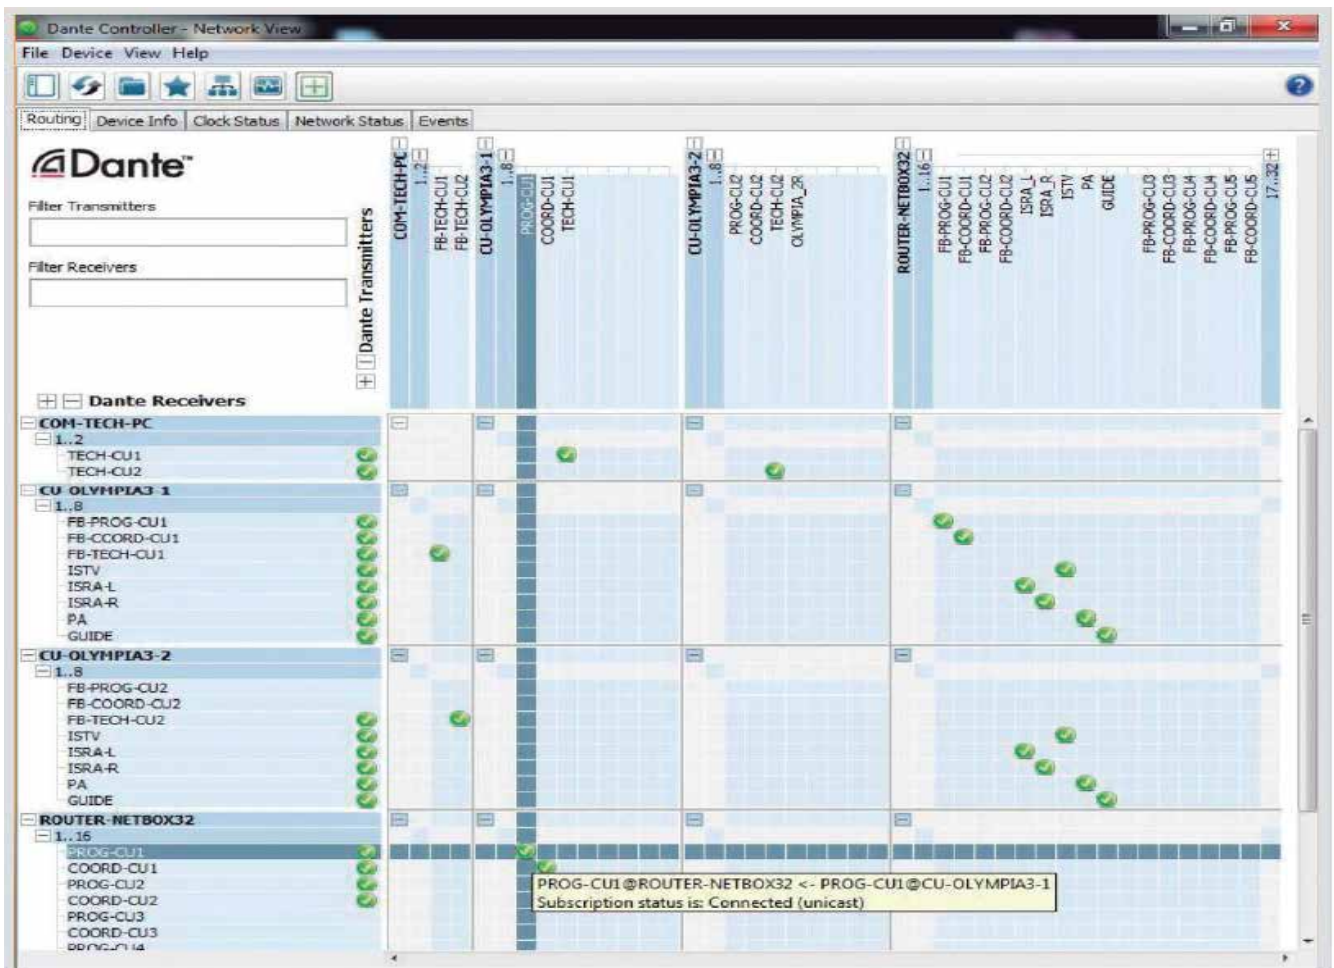 Dante Controller - Network View
File Device View Help
Routing Device Info Clock Status Network Status Events
Dante™
Filter Transmitters
Filter Receivers
Dante Transmitters
COM-TECH-PC
1..2
FB-TECH-CU1
FB-TECH-CU2
CU-OLYMPIA3-1
1..8
PROG-CU1
COORD-CU1
TECH-CU1
CU-OLYMPIA3-2
1..8
PROG-CU2
COORD-CU2
TECH-CU2
OLYMPIA_2R
ROUTER-NETBOX32
1..16
FB-PROG-CU1
FB-COORD-CU1
FB-PROG-CU2
FB-COORD-CU2
ISRA_L
ISRA_R
ISTV
PA
GUIDE
FB-PROG-CU3
FB-COORD-CU3
FB-PROG-CU4
FB-COORD-CU4
FB-PROG-CU5
FB-COORD-CU5
17..32
Dante Receivers
COM-TECH-PC
1..2
TECH-CU1
TECH-CU2
CU-OLYMPIA3-1
1..8
FB-PROG-CU1
FB-CCORD-CU1
FB-TECH-CU1
ISTV
ISRA-L
ISRA-R
PA
GUIDE
CU-OLYMPIA3-2
1..8
FB-PROG-CU2
FB-COORD-CU2
FB-TECH-CU2
ISTV
ISRA-L
ISRA-R
PA
GUIDE
ROUTER-NETBOX32
1..16
PROG-CU1
COORD-CU1
PROG-CU2
COORD-CU2
PROG-CU3
COORD-CU3
PROG-CU4
PROG-CU1@ROUTER-NETBOX32 <- PROG-CU1@CU-OLYMPIA3-1
Subscription status is: Connected (unicast)